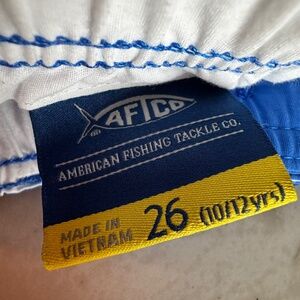 AFTCO
AMERICAN FISHING TACKLE CO.
MADE IN
VIETNAM
26 (10/12yrs)